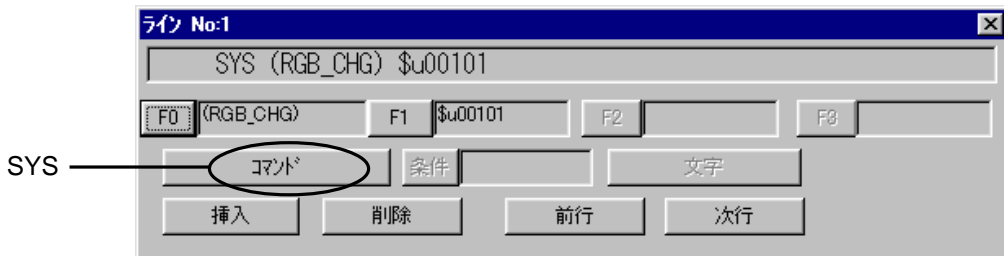 ﾗｲﾝ No:1
SYS (RGB_CHG) $u00101
F0 (RGB_CHG) F1 $u00101 F2 F3
SYS ｺﾏﾝﾄﾞ 条件 文字
挿入 削除 前行 次行